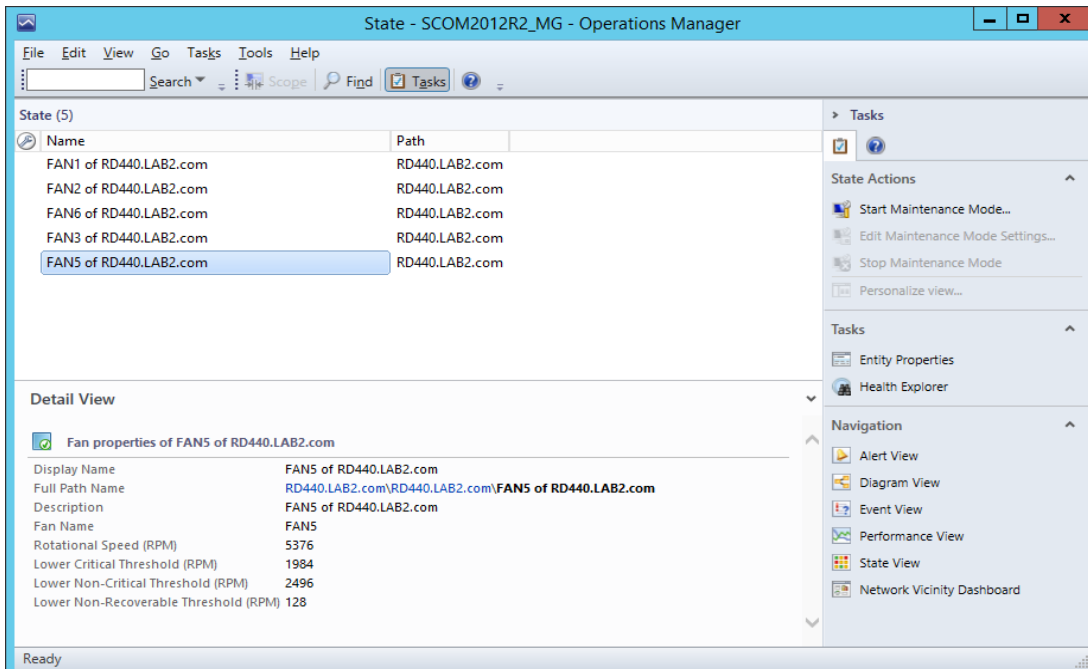 State - SCOM2012R2_MG - Operations Manager
File Edit View Go Tasks Tools Help
Search Scope Find Tasks
State (5)
Name Path
FAN1 of RD440.LAB2.com RD440.LAB2.com
FAN2 of RD440.LAB2.com RD440.LAB2.com
FAN6 of RD440.LAB2.com RD440.LAB2.com
FAN3 of RD440.LAB2.com RD440.LAB2.com
FAN5 of RD440.LAB2.com RD440.LAB2.com
Detail View
Fan properties of FAN5 of RD440.LAB2.com
Display Name FAN5 of RD440.LAB2.com
Full Path Name RD440.LAB2.com\RD440.LAB2.com\FAN5 of RD440.LAB2.com
Description FAN5 of RD440.LAB2.com
Fan Name FAN5
Rotational Speed (RPM) 5376
Lower Critical Threshold (RPM) 1984
Lower Non-Critical Threshold (RPM) 2496
Lower Non-Recoverable Threshold (RPM) 128
Tasks
State Actions
Start Maintenance Mode...
Edit Maintenance Mode Settings...
Stop Maintenance Mode
Personalize view...
Tasks
Entity Properties
Health Explorer
Navigation
Alert View
Diagram View
Event View
Performance View
State View
Network Vicinity Dashboard
Ready